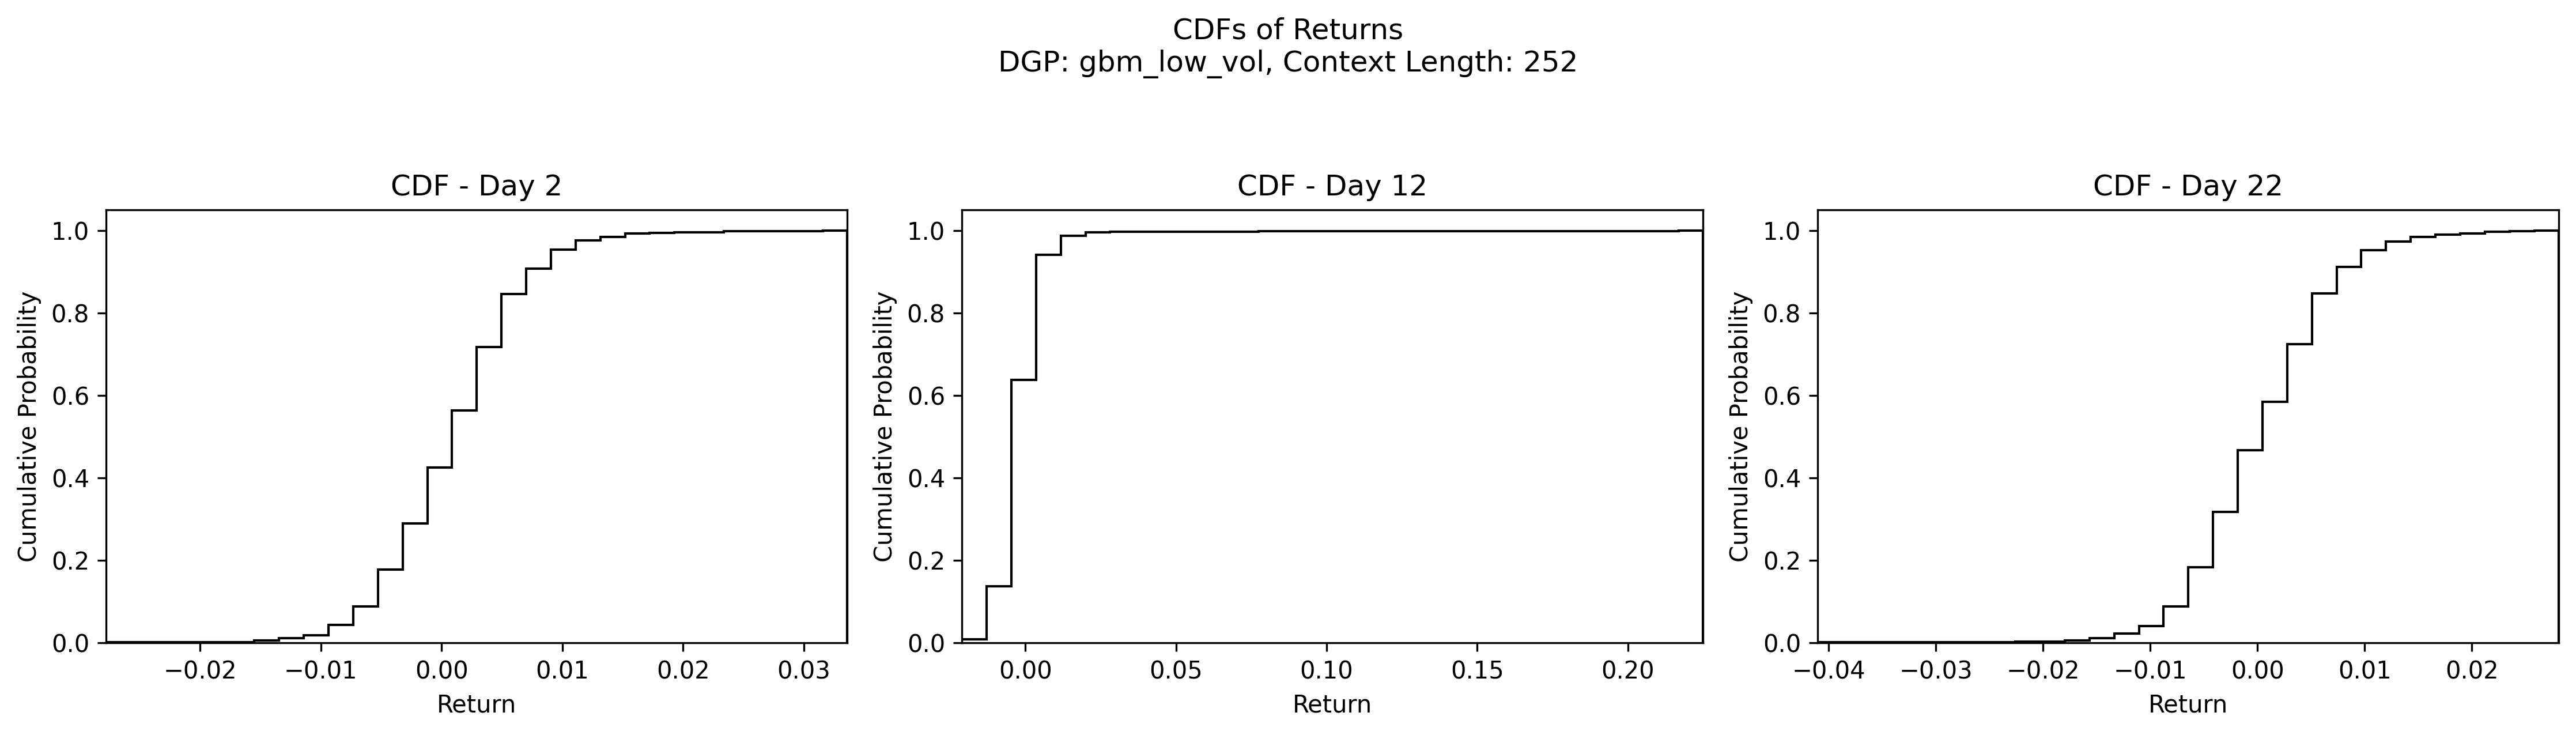 CDFs of Returns
DGP: gbm_low_vol, Context Length: 252
CDF - Day 2
Cumulative Probability
1.0
0.8
0.6
0.4
0.2
0.0
−0.02 −0.01 0.00 0.01 0.02 0.03
Return
CDF - Day 12
Cumulative Probability
1.0
0.8
0.6
0.4
0.2
0.0
0.00 0.05 0.10 0.15 0.20
Return
CDF - Day 22
Cumulative Probability
1.0
0.8
0.6
0.4
0.2
0.0
−0.04 −0.03 −0.02 −0.01 0.00 0.01 0.02
Return